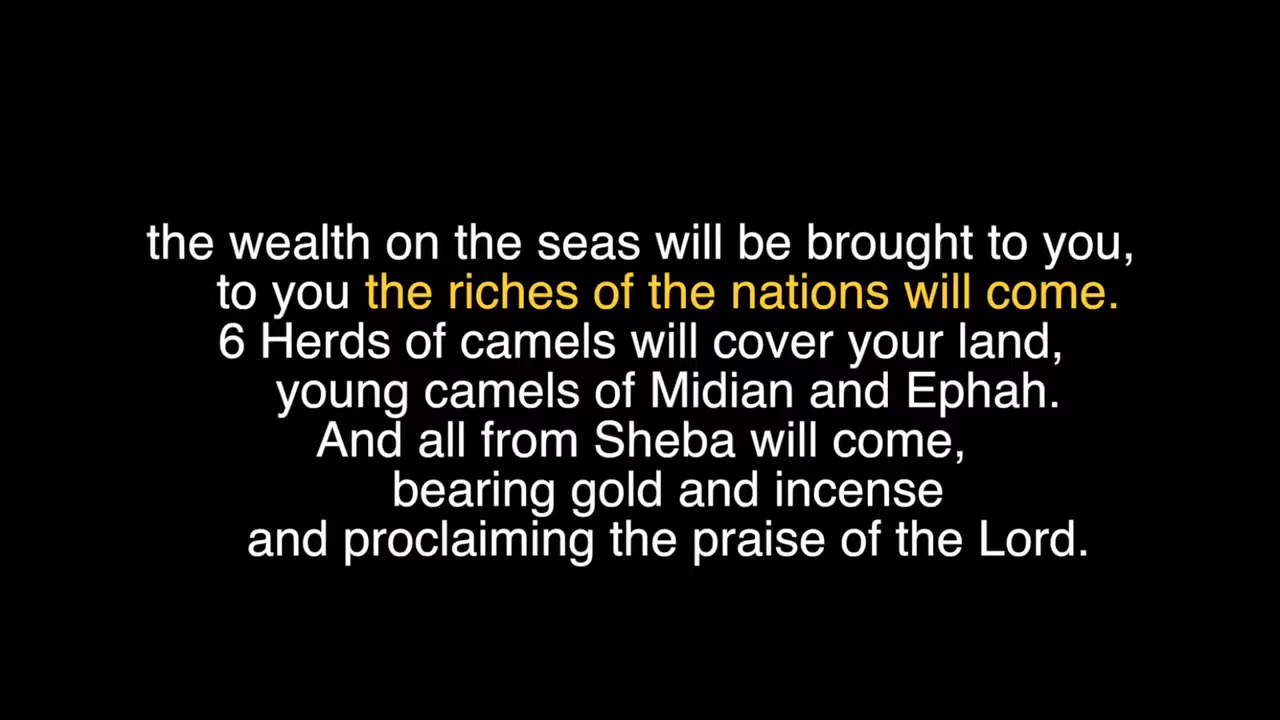 the wealth on the seas will be brought to you,
to you the riches of the nations will come.
6 Herds of camels will cover your land,
young camels of Midian and Ephah.
And all from Sheba will come,
bearing gold and incense
and proclaiming the praise of the Lord.